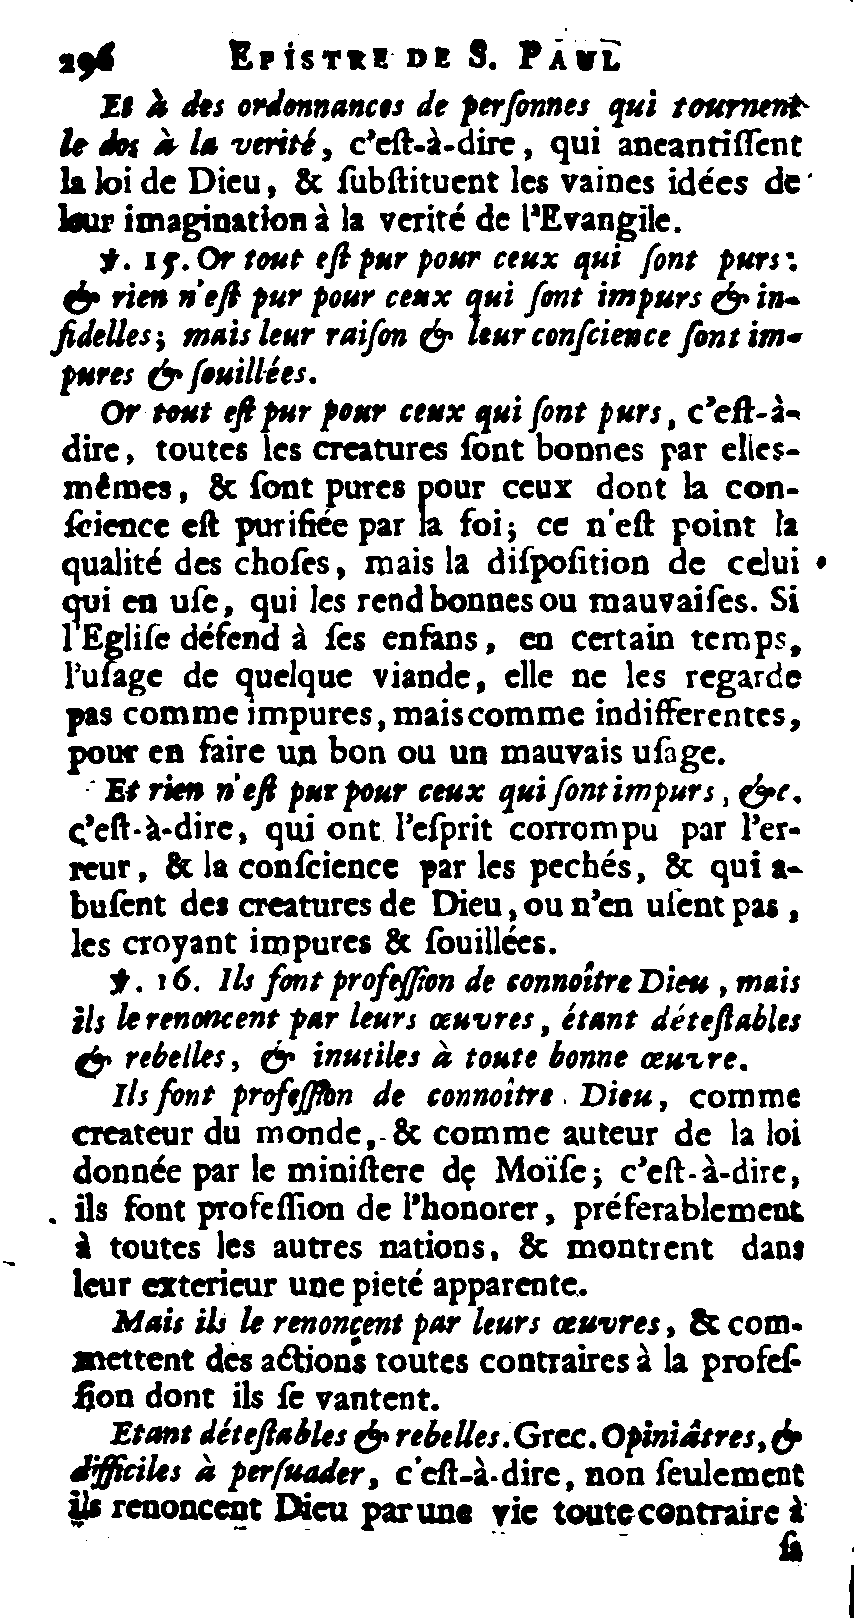 296 EPISTRE DE S. PAUL
Et à des ordonnances de perſonnes qui tournent
le dos à la verité, c'eſt-à-dire, qui aneantiſſent
la loi de Dieu, & ſubſtituent les vaines idées de
leur imagination à la verité de l'Evangile.
℣. 15. Or tout eſt pur pour ceux qui ſont purs:
& rien n'eſt pur pour ceux qui ſont impurs & in-
fidelles; mais leur raiſon & leur conſcience ſont im-
pures & ſouillées.
Or tout eſt pur pour ceux qui ſont purs, c'eſt-à-
dire, toutes les creatures ſont bonnes par elles-
mêmes, & ſont pures pour ceux dont la con-
ſcience eſt purifiée par la foi; ce n'eſt point la
qualité des choſes, mais la diſpoſition de celui
qui en uſe, qui les rend bonnes ou mauvaiſes. Si
l'Egliſe défend à ſes enfans, en certain temps,
l'uſage de quelque viande, elle ne les regarde
pas comme impures, mais comme indifferentes,
pour en faire un bon ou un mauvais uſage.
Et rien n'eſt pur pour ceux qui ſont impurs, &c.
c'eſt-à-dire, qui ont l'eſprit corrompu par l'er-
reur, & la conſcience par les pechés, & qui a-
buſent des creatures de Dieu, ou n'en uſent pas,
les croyant impures & ſouillées.
℣. 16. Ils font profeſſion de connoître Dieu, mais
ils le renoncent par leurs œuvres, étant déteſtables
& rebelles, & inutiles à toute bonne œuvre.
Ils font profeſſion de connoître Dieu, comme
createur du monde, & comme auteur de la loi
donnée par le miniſtere de Moïſe; c'eſt-à-dire,
ils font profeſſion de l'honorer, préferablement
à toutes les autres nations, & montrent dans
leur exterieur une pieté apparente.
Mais ils le renonçent par leurs œuvres, & com-
mettent des actions toutes contraires à la profeſ-
ſion dont ils ſe vantent.
Etant déteſtables & rebelles. Grec. Opiniâtres, &
difficiles à perſuader, c'eſt-à-dire, non ſeulement
ils renoncent Dieu par une vie toute contraire à
ſa